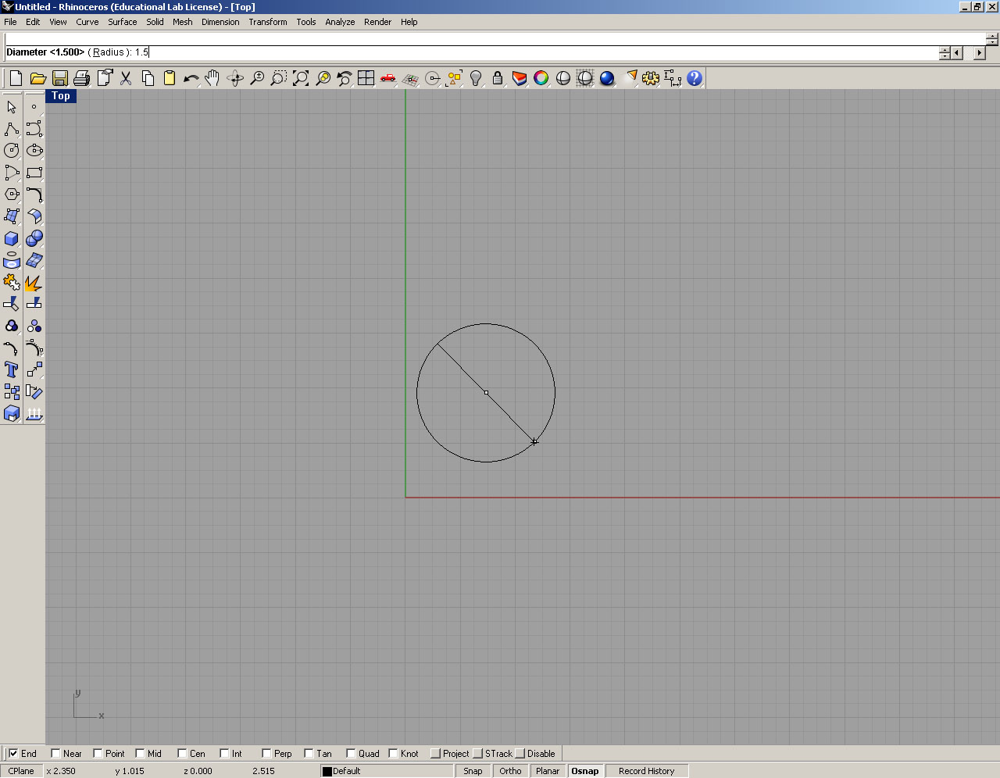 Untitled - Rhinoceros (Educational Lab License) - [Top]
File Edit View Curve Surface Solid Mesh Dimension Transform Tools Analyze Render Help
Diameter <1.500> ( Radius ): 1.5
Top
y
x
End Near Point Mid Cen Int Perp Tan Quad Knot Project STrack Disable
CPlane x 2.350 y 1.015 z 0.000 2.515 Default Snap Ortho Planar Osnap Record History